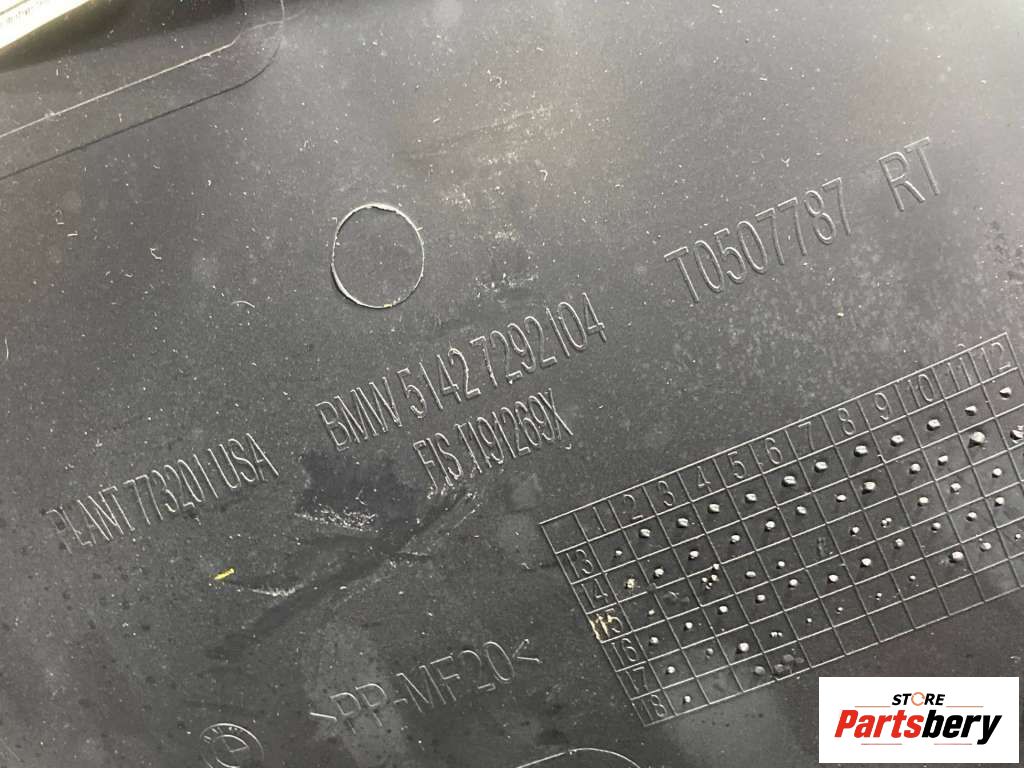 T0507787 RT
BMW 5142 7292104
FIS 1191269X
PLANT 773201 USA
1 2 3 4 5 6 7 8 9 10 11 12
13
14
15
16
17
18
>PP-MF20<
STORE
Partsbery